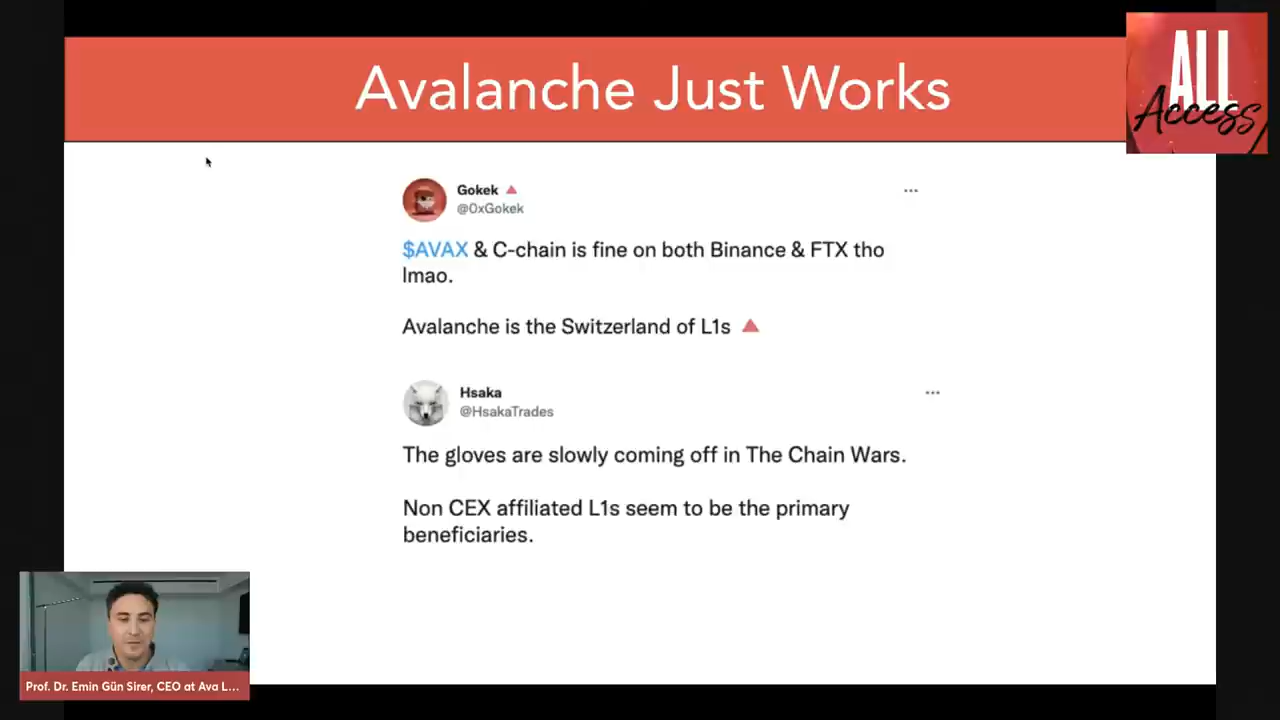 Avalanche Just Works
ALL
Access
Gokek
@0xGokek
$AVAX & C-chain is fine on both Binance & FTX tho
lmao.
Avalanche is the Switzerland of L1s
Hsaka
@HsakaTrades
The gloves are slowly coming off in The Chain Wars.
Non CEX affiliated L1s seem to be the primary
beneficiaries.
Prof. Dr. Emin Gün Sirer, CEO at Ava L...